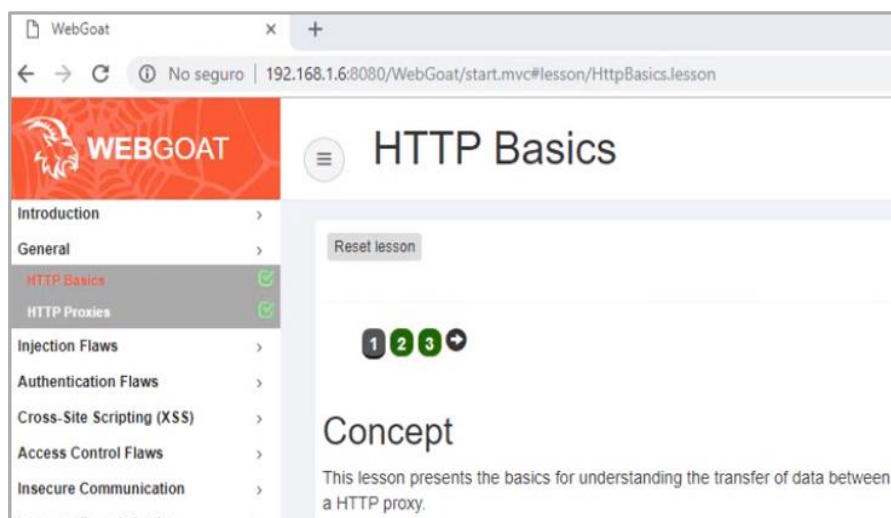 WebGoat
No seguro | 192.168.1.6:8080/WebGoat/start.mvc#lesson/HttpBasics.lesson
WEBGOAT
HTTP Basics
Introduction
General
HTTP Basics
HTTP Proxies
Injection Flaws
Authentication Flaws
Cross-Site Scripting (XSS)
Access Control Flaws
Insecure Communication
Reset lesson
1 2 3
Concept
This lesson presents the basics for understanding the transfer of data between
a HTTP proxy.